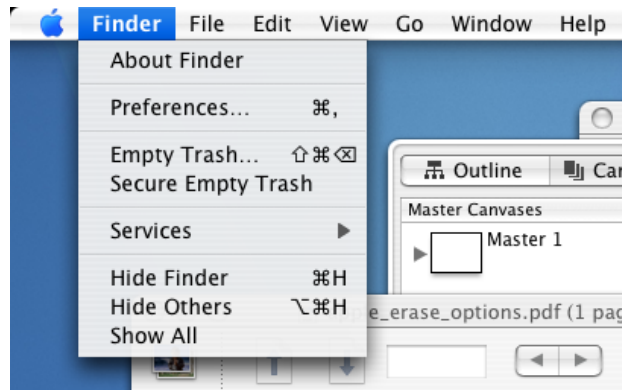 Finder File Edit View Go Window Help
About Finder
Preferences... ⌘,
Empty Trash... ⇧⌘⌫
Secure Empty Trash
Services ▶
Hide Finder ⌘H
Hide Others ⌥⌘H
Show All
Outline
Master Canvases
Master 1
_erase_options.pdf (1